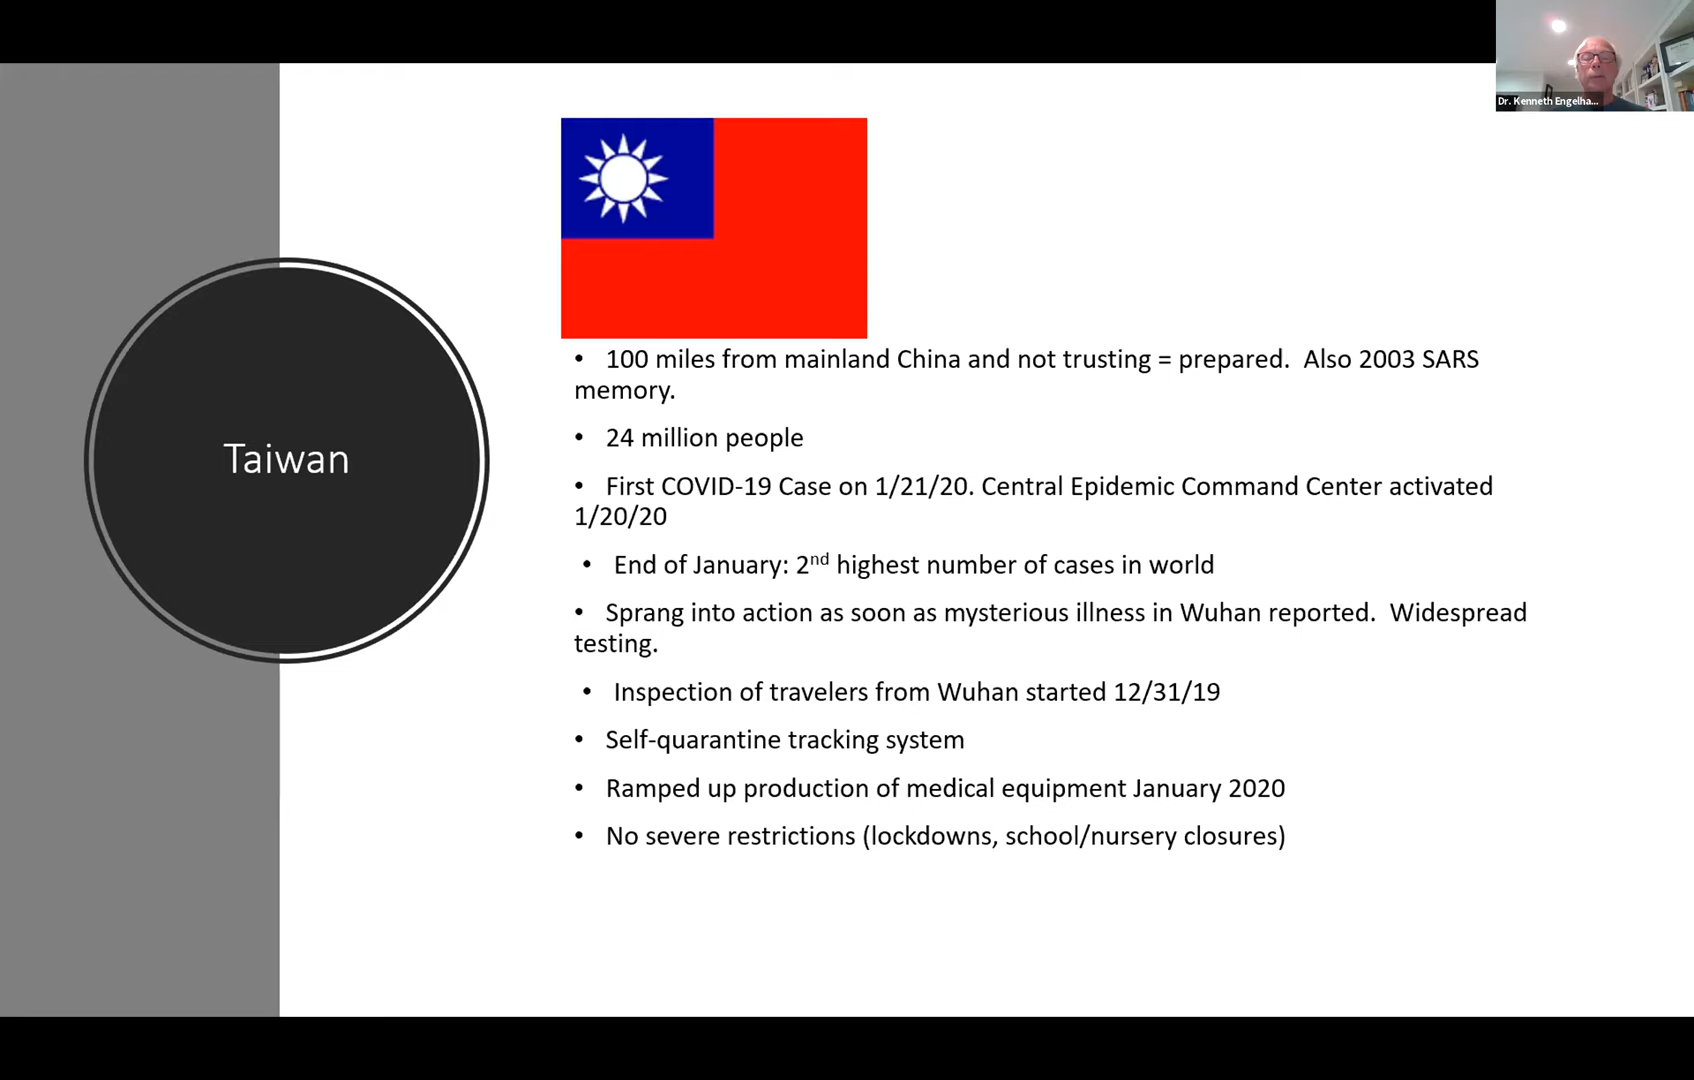 Dr. Kenneth Engelha...
Taiwan
• 100 miles from mainland China and not trusting = prepared.  Also 2003 SARS
memory.
• 24 million people
• First COVID-19 Case on 1/21/20. Central Epidemic Command Center activated
1/20/20
• End of January: 2nd highest number of cases in world
• Sprang into action as soon as mysterious illness in Wuhan reported.  Widespread
testing.
• Inspection of travelers from Wuhan started 12/31/19
• Self-quarantine tracking system
• Ramped up production of medical equipment January 2020
• No severe restrictions (lockdowns, school/nursery closures)